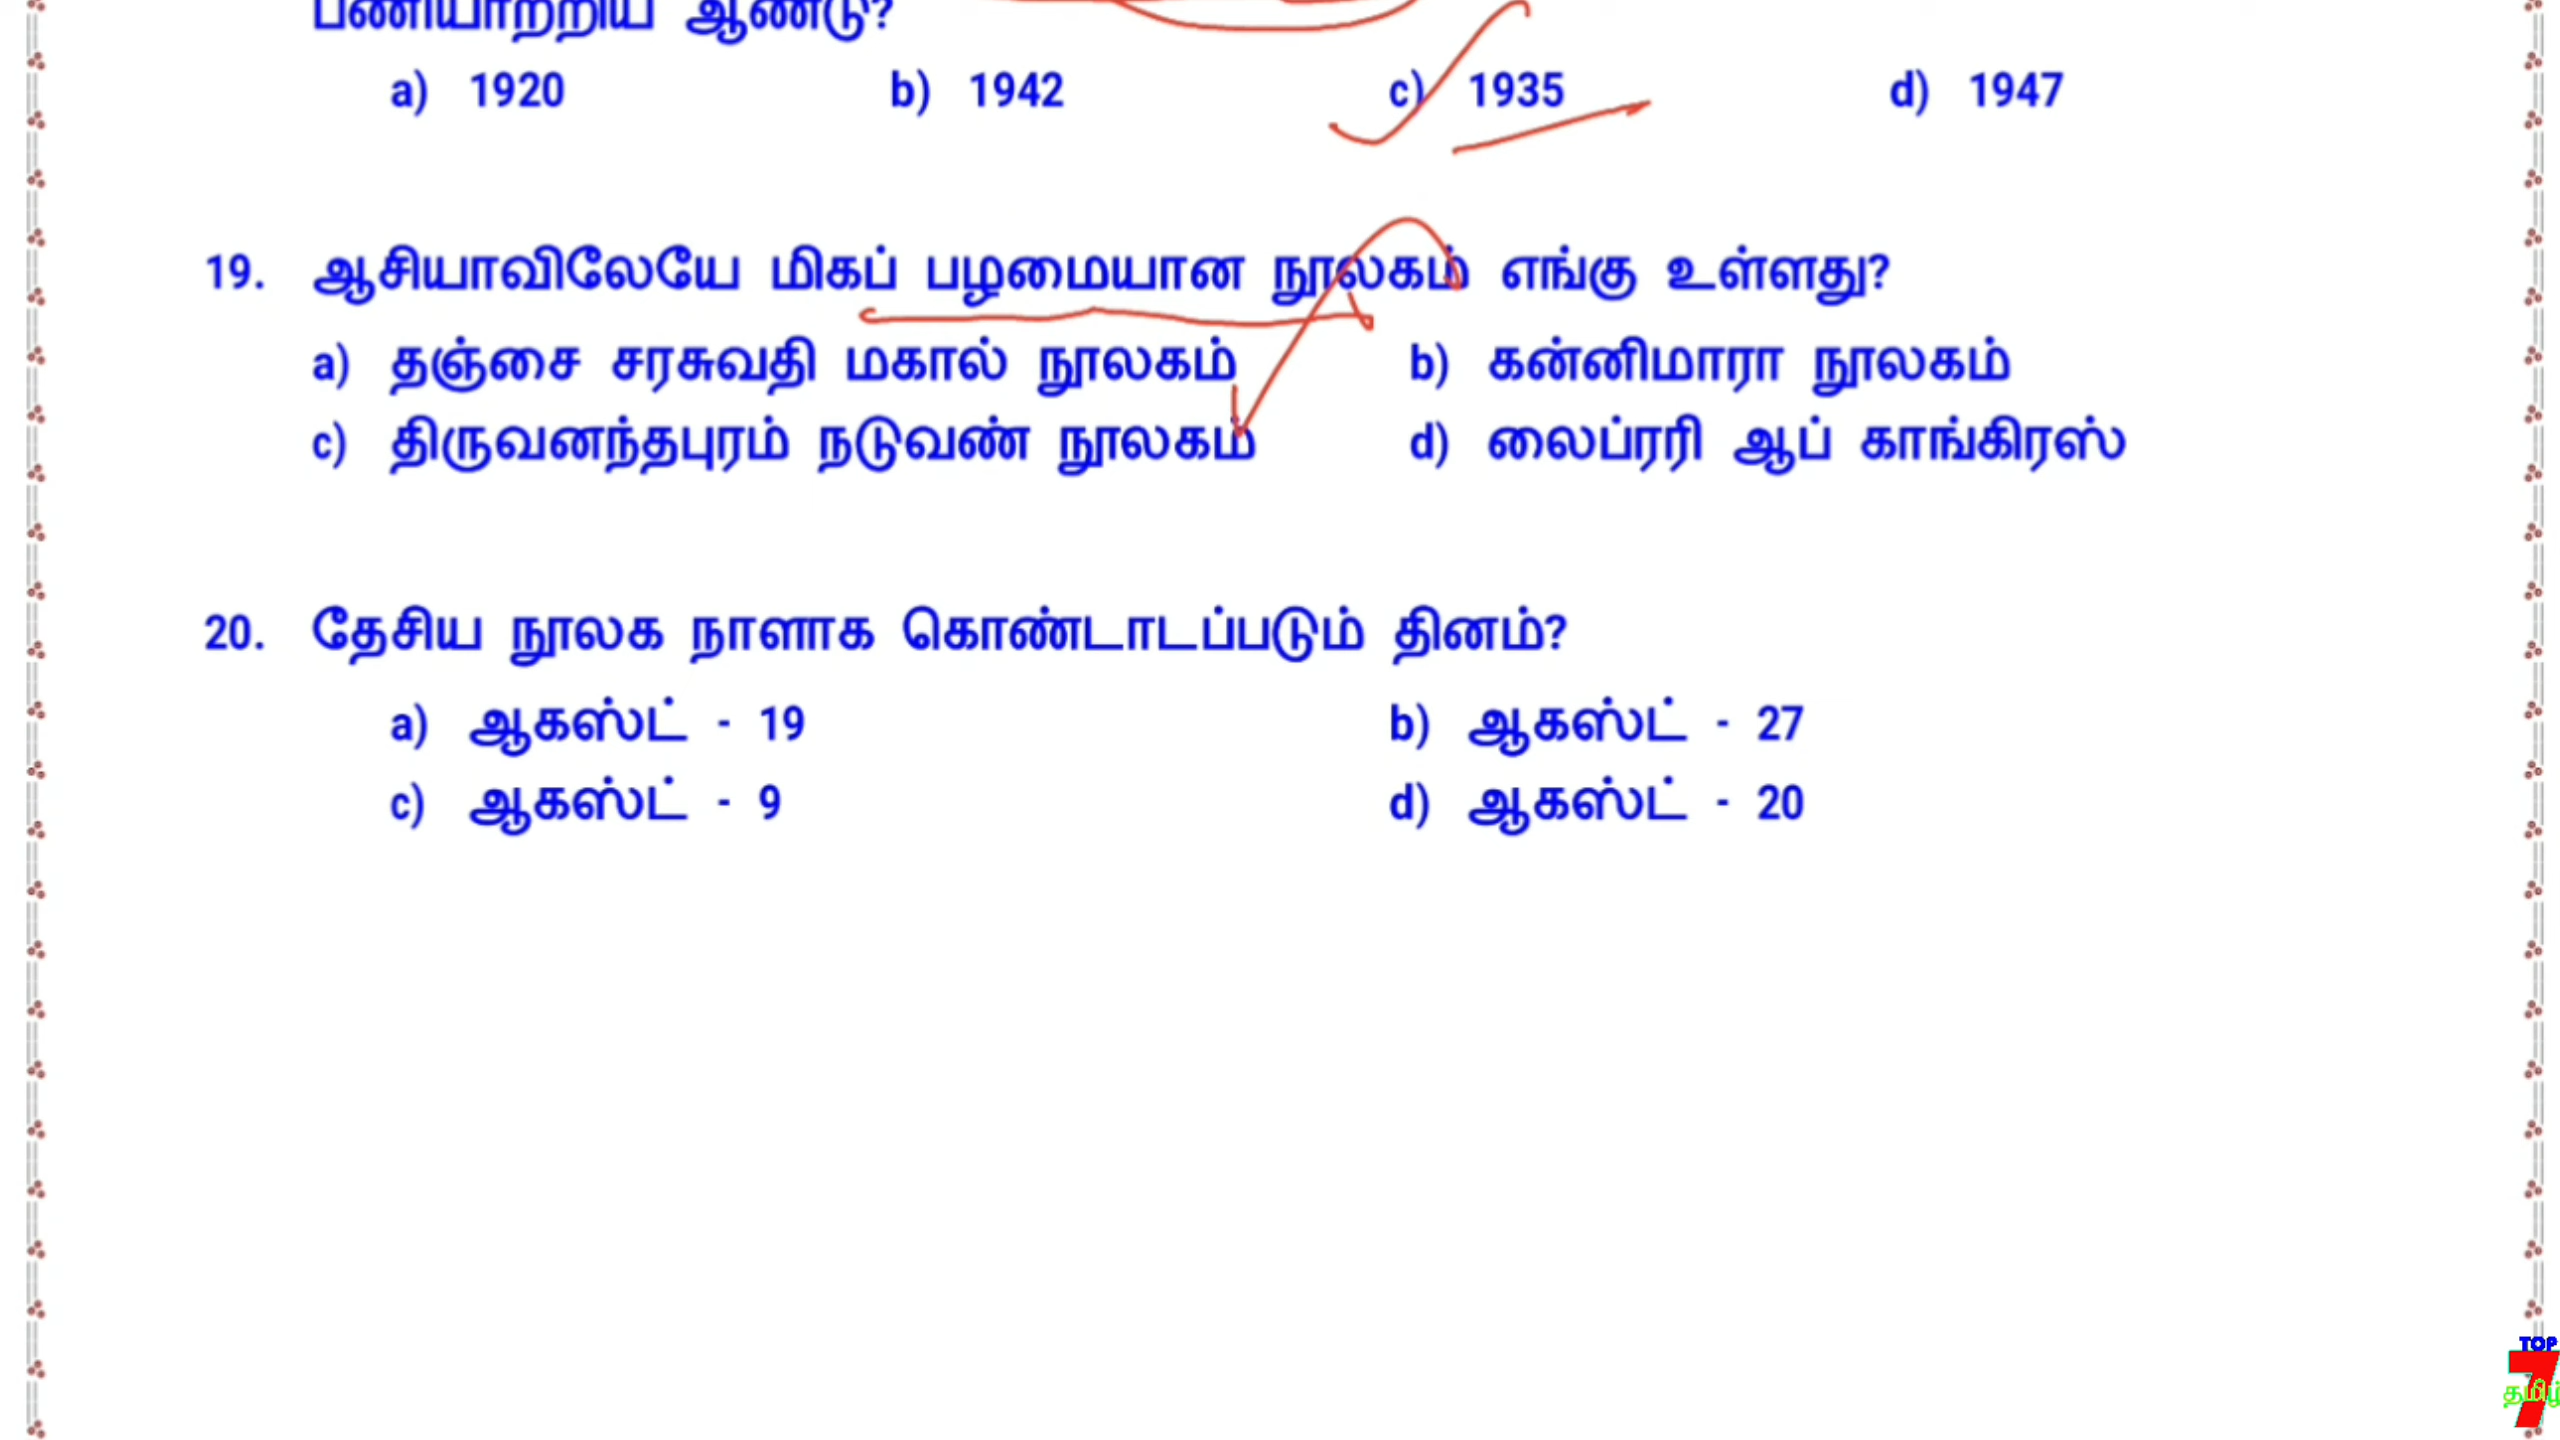 பணியாற்றிய ஆண்டு?
a) 1920 b) 1942 c) 1935 d) 1947
19. ஆசியாவிலேயே மிகப் பழமையான நூலகம் எங்கு உள்ளது?
a) தஞ்சை சரசுவதி மகால் நூலகம் b) கன்னிமாரா நூலகம்
c) திருவனந்தபுரம் நடுவண் நூலகம் d) லைப்ரரி ஆப் காங்கிரஸ்
20. தேசிய நூலக நாளாக கொண்டாடப்படும் தினம்?
a) ஆகஸ்ட் - 19 b) ஆகஸ்ட் - 27
c) ஆகஸ்ட் - 9 d) ஆகஸ்ட் - 20
TOP
7
தமிழ்